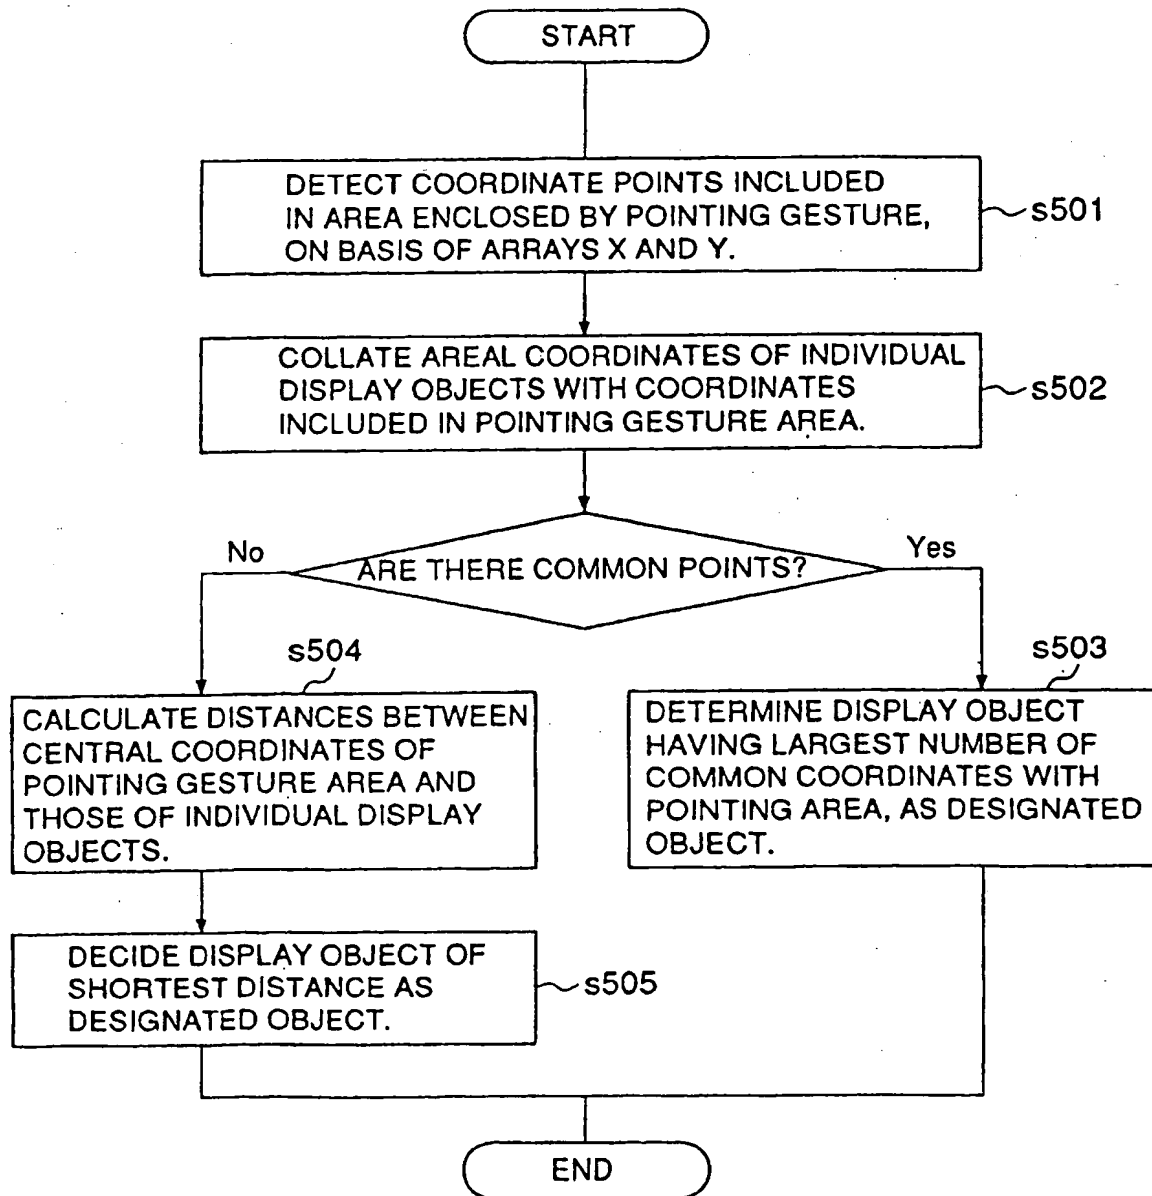 START
DETECT COORDINATE POINTS INCLUDED
IN AREA ENCLOSED BY POINTING GESTURE,
ON BASIS OF ARRAYS X AND Y.
s501
COLLATE AREAL COORDINATES OF INDIVIDUAL
DISPLAY OBJECTS WITH COORDINATES
INCLUDED IN POINTING GESTURE AREA.
s502
ARE THERE COMMON POINTS?
No
Yes
s504
CALCULATE DISTANCES BETWEEN
CENTRAL COORDINATES OF
POINTING GESTURE AREA AND
THOSE OF INDIVIDUAL DISPLAY
OBJECTS.
s503
DETERMINE DISPLAY OBJECT
HAVING LARGEST NUMBER OF
COMMON COORDINATES WITH
POINTING AREA, AS DESIGNATED
OBJECT.
DECIDE DISPLAY OBJECT OF
SHORTEST DISTANCE AS
DESIGNATED OBJECT.
s505
END